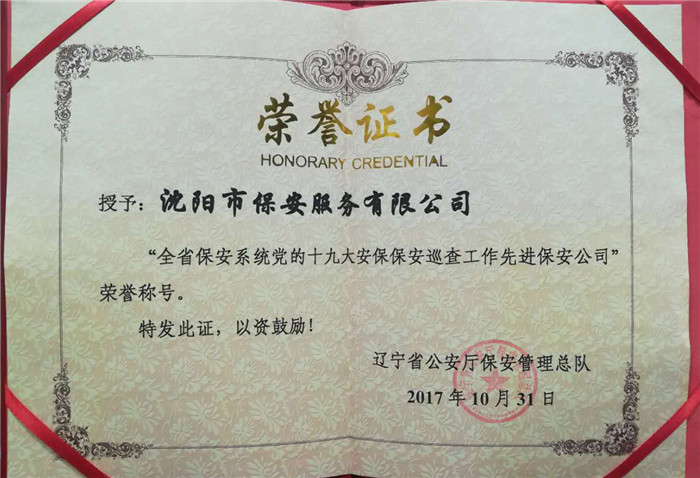 荣誉证书
HONORARY CREDENTIAL
授予：沈阳市保安服务有限公司
“全省保安系统党的十九大安保保安巡查工作先进保安公司”
荣誉称号。
特发此证，以资鼓励！
辽宁省公安厅保安管理总队
2017年10月31日